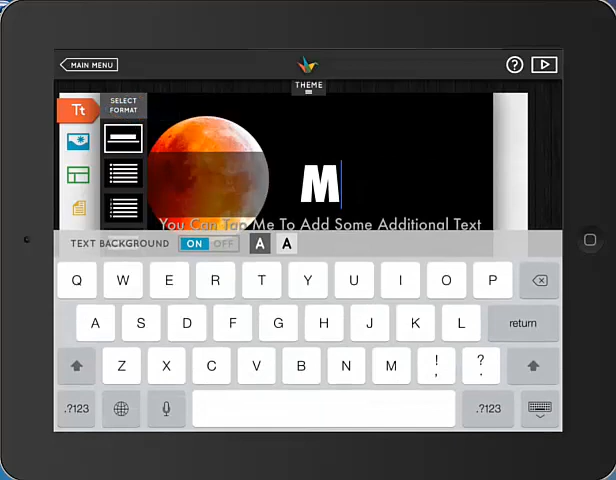 MAIN MENU
?
THEME
Tt
SELECT
FORMAT
M
You Can Tap Me To Add Some Additional Text
TEXT BACKGROUND ON OFF A A
Q W E R T Y U I O P
A S D F G H J K L return
Z X C V B N M ! , ? .
.?123 .?123